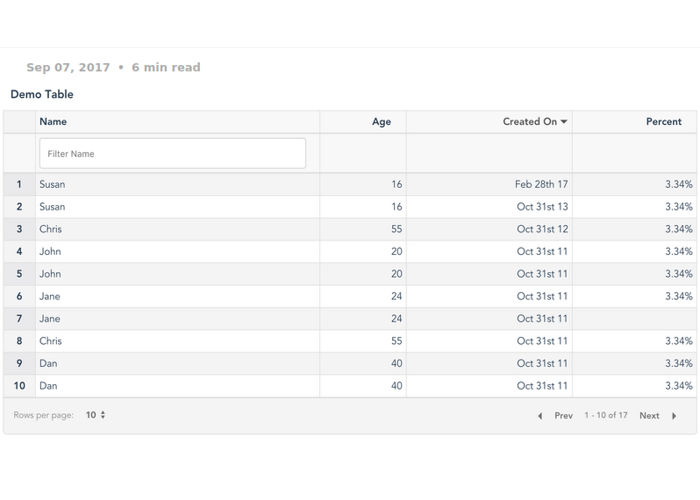 Sep 07, 2017 • 6 min read
Demo Table
Name Age Created On Percent
Filter Name
1 Susan 16 Feb 28th 17 3.34%
2 Susan 16 Oct 31st 13 3.34%
3 Chris 55 Oct 31st 12 3.34%
4 John 20 Oct 31st 11 3.34%
5 John 20 Oct 31st 11 3.34%
6 Jane 24 Oct 31st 11 3.34%
7 Jane 24 Oct 31st 11
8 Chris 55 Oct 31st 11 3.34%
9 Dan 40 Oct 31st 11 3.34%
10 Dan 40 Oct 31st 11 3.34%
Rows per page: 10 Prev 1 - 10 of 17 Next